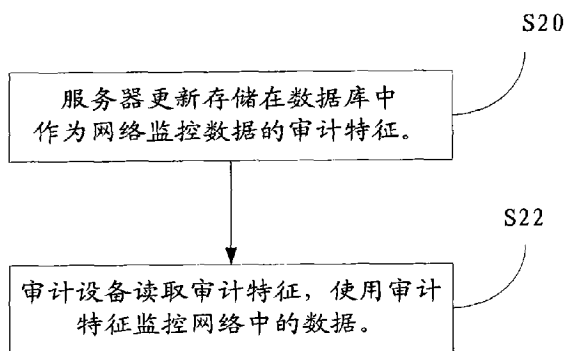 S20
服务器更新存储在数据库中
作为网络监控数据的审计特征。
S22
审计设备读取审计特征，使用审计
特征监控网络中的数据。